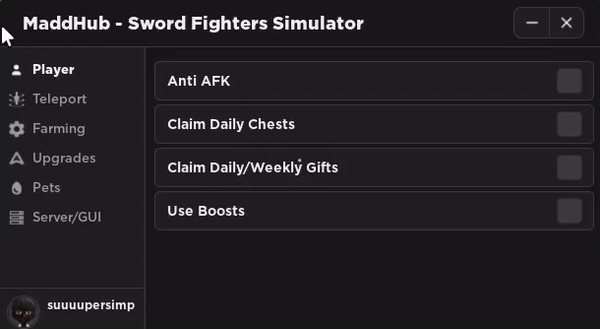 MaddHub - Sword Fighters Simulator
Player
Teleport
Farming
Upgrades
Pets
Server/GUI
Anti AFK
Claim Daily Chests
Claim Daily/Weekly Gifts
Use Boosts
suuuupersimp